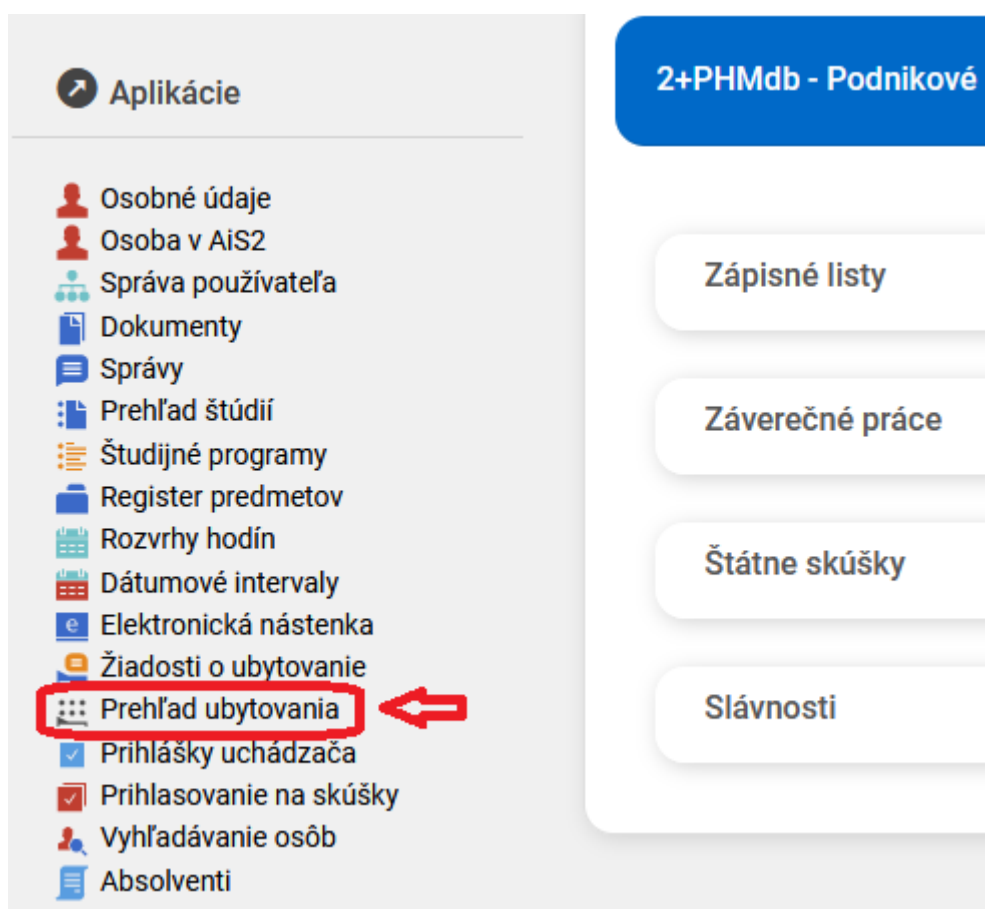 Aplikácie
Osobné údaje
Osoba v AiS2
Správa používateľa
Dokumenty
Správy
Prehľad štúdií
Študijné programy
Register predmetov
Rozvrhy hodín
Dátumové intervaly
e Elektronická nástenka
Žiadosti o ubytovanie
Prehľad ubytovania
Prihlášky uchádzača
Prihlasovanie na skúšky
Vyhľadávanie osôb
Absolventi
2+PHMdb - Podnikové
Zápisné listy
Záverečné práce
Štátne skúšky
Slávnosti